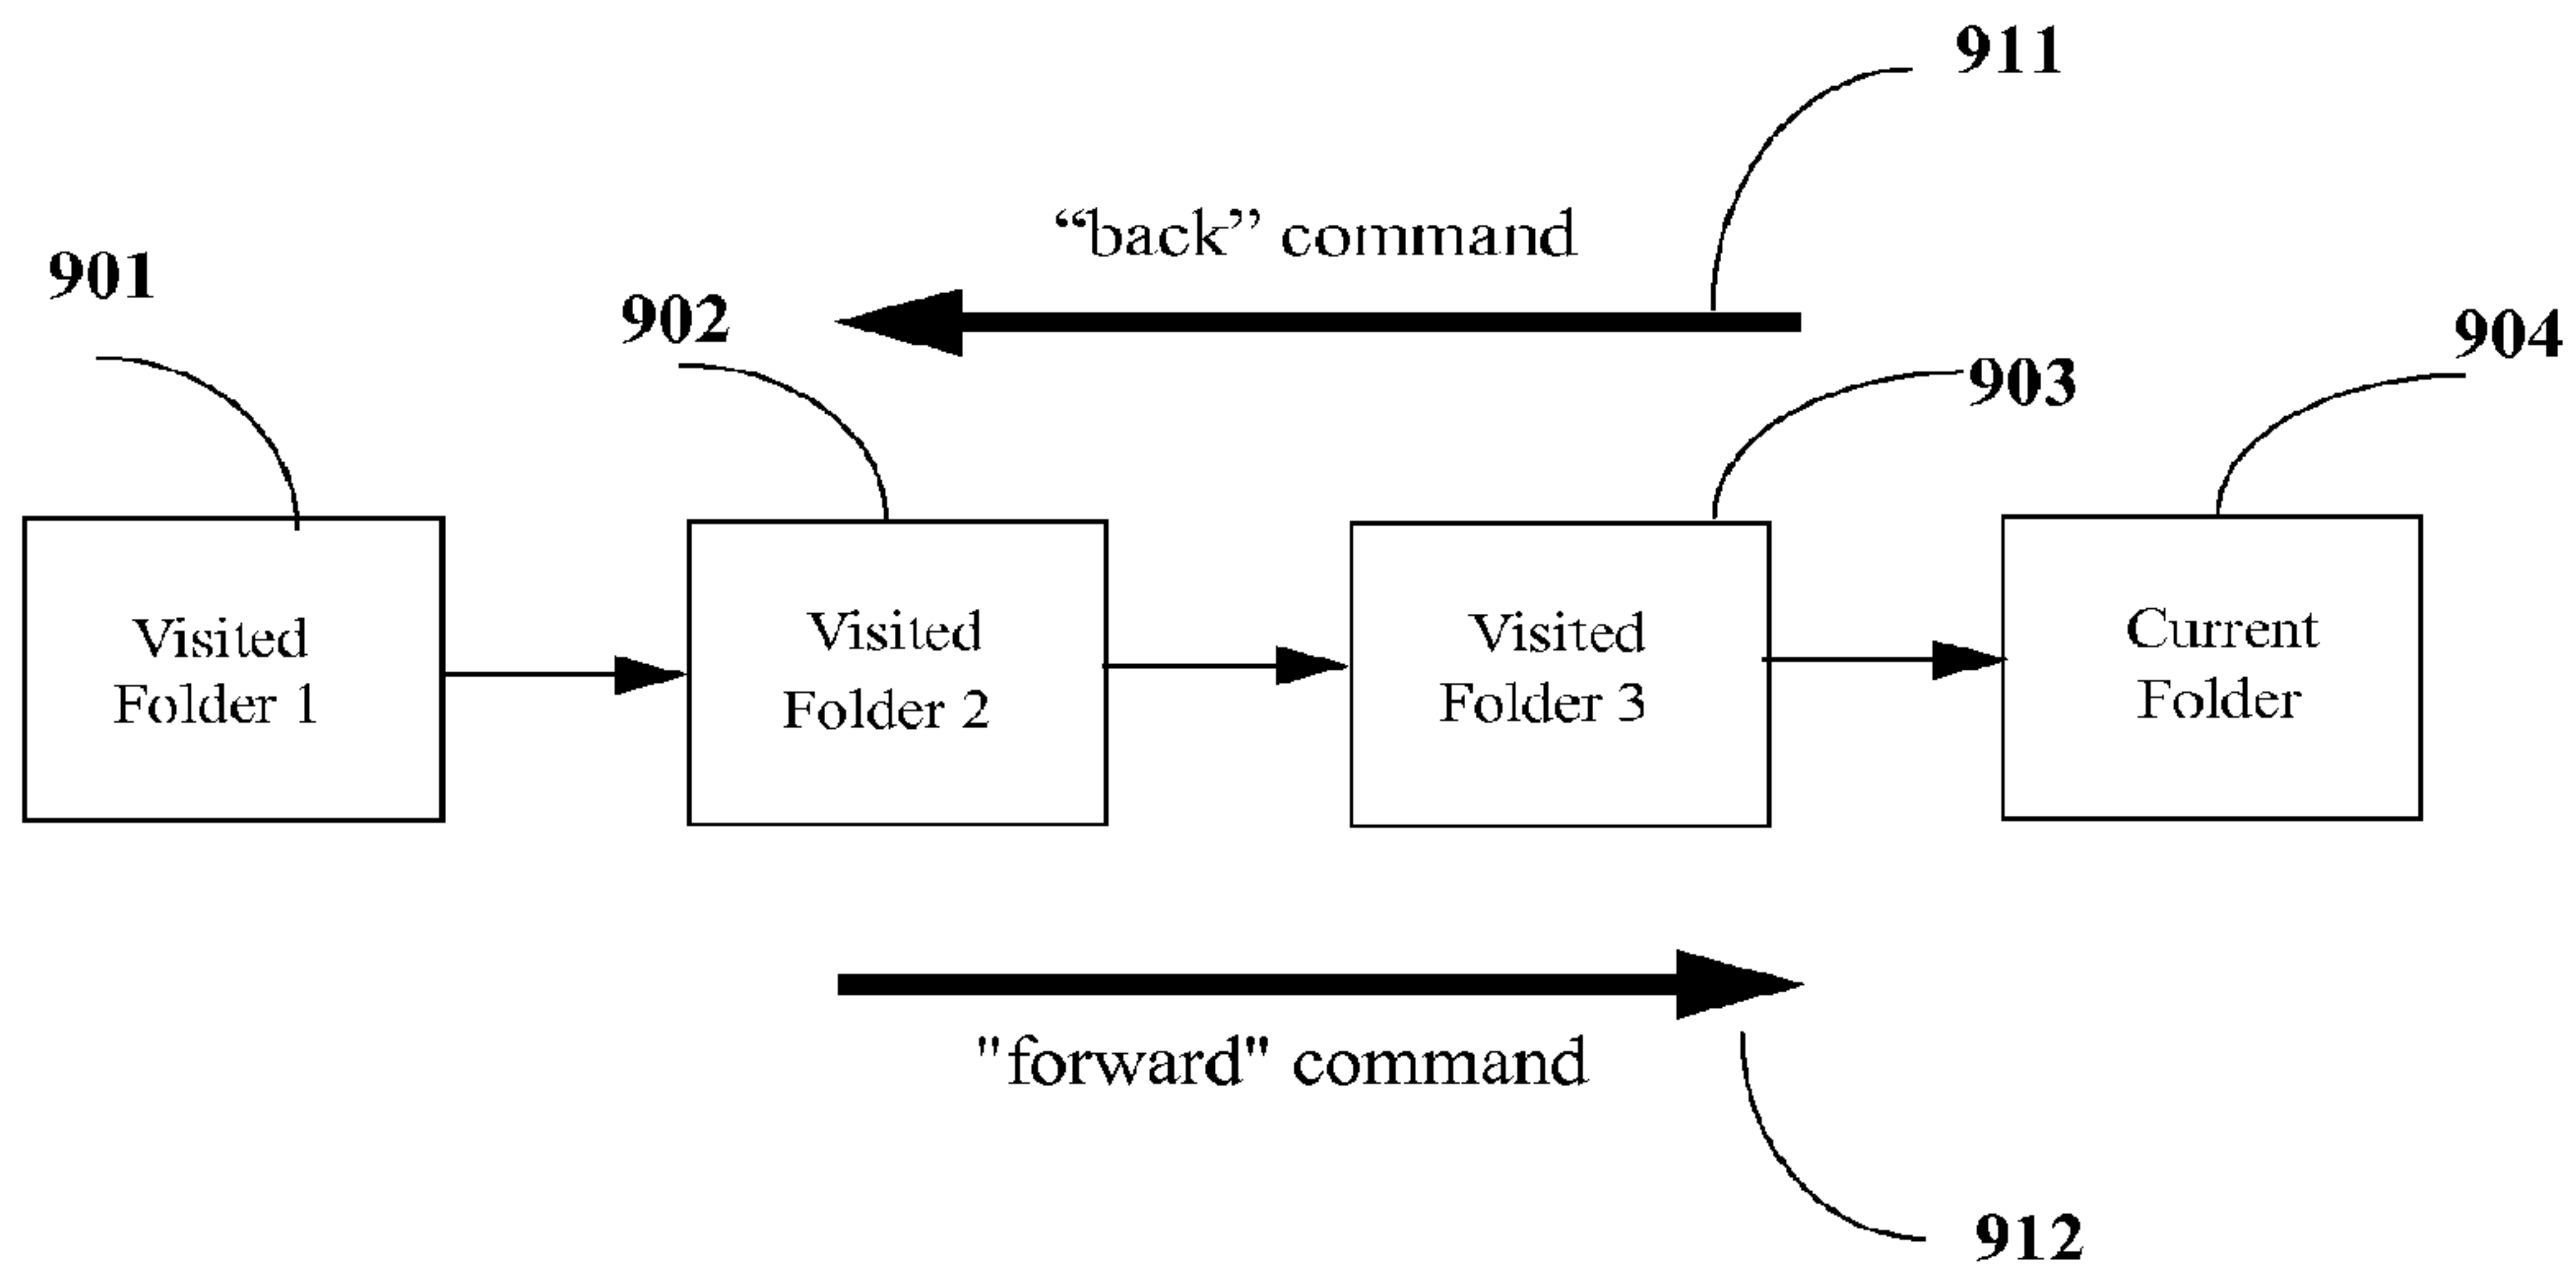 911
“back” command
901
902
904
903
Visited
Folder 1
Visited
Folder 2
Visited
Folder 3
Current
Folder
"forward" command
912